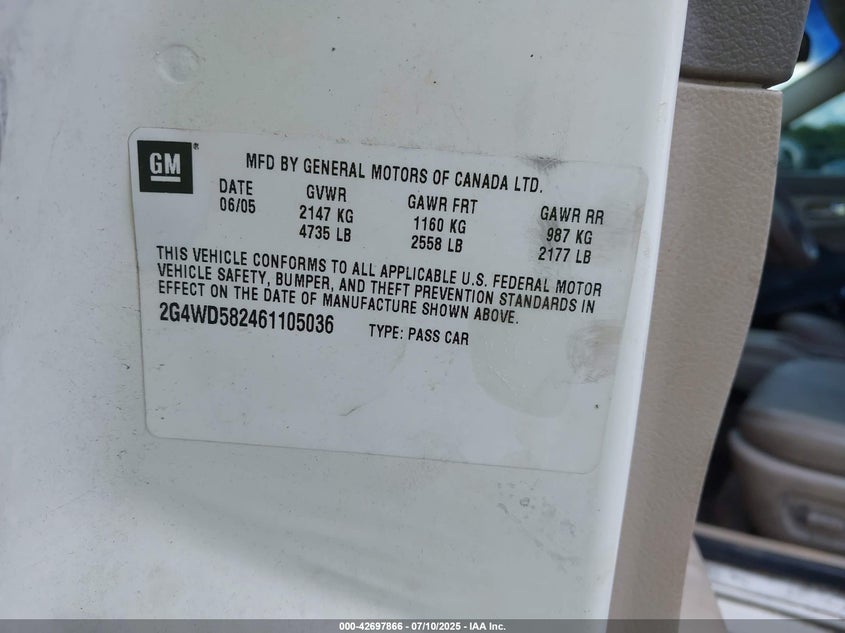 GM ®
MFD BY GENERAL MOTORS OF CANADA LTD.
DATE GVWR GAWR FRT GAWR RR
06/05 2147 KG 1160 KG 987 KG
4735 LB 2558 LB 2177 LB
THIS VEHICLE CONFORMS TO ALL APPLICABLE U.S. FEDERAL MOTOR
VEHICLE SAFETY, BUMPER, AND THEFT PREVENTION STANDARDS IN
EFFECT ON THE DATE OF MANUFACTURE SHOWN ABOVE.
2G4WD582461105036 TYPE: PASS CAR
000-42697866 - 07/10/2025 - IAA Inc.